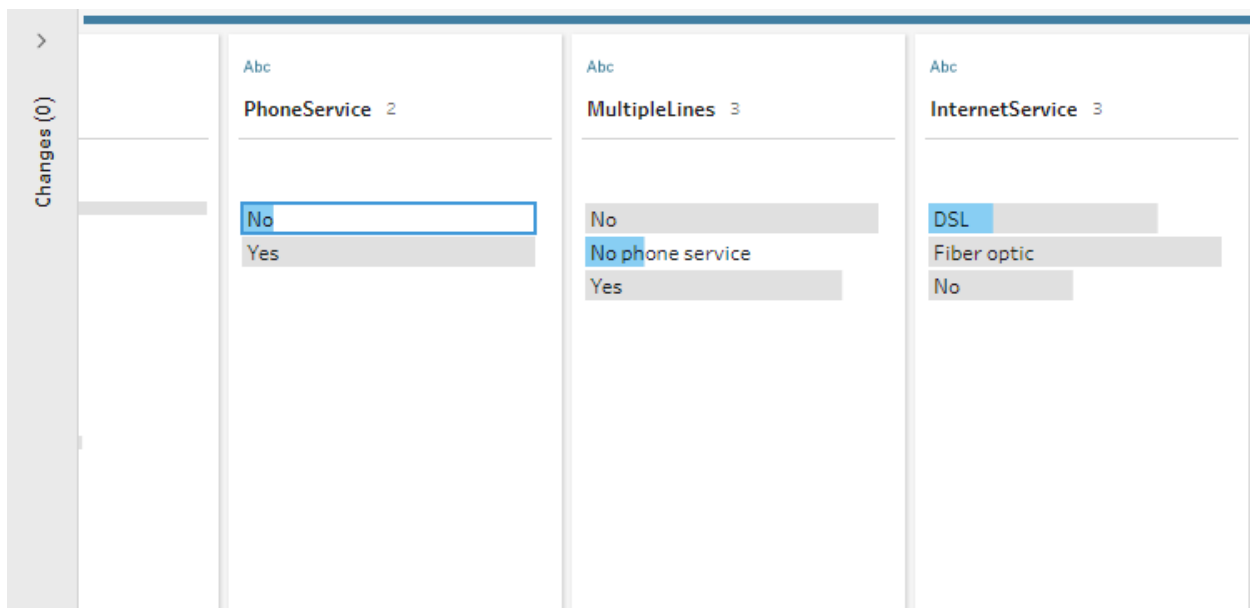 Changes (0)
Abc
PhoneService 2
No
Yes
Abc
MultipleLines 3
No
No phone service
Yes
Abc
InternetService 3
DSL
Fiber optic
No